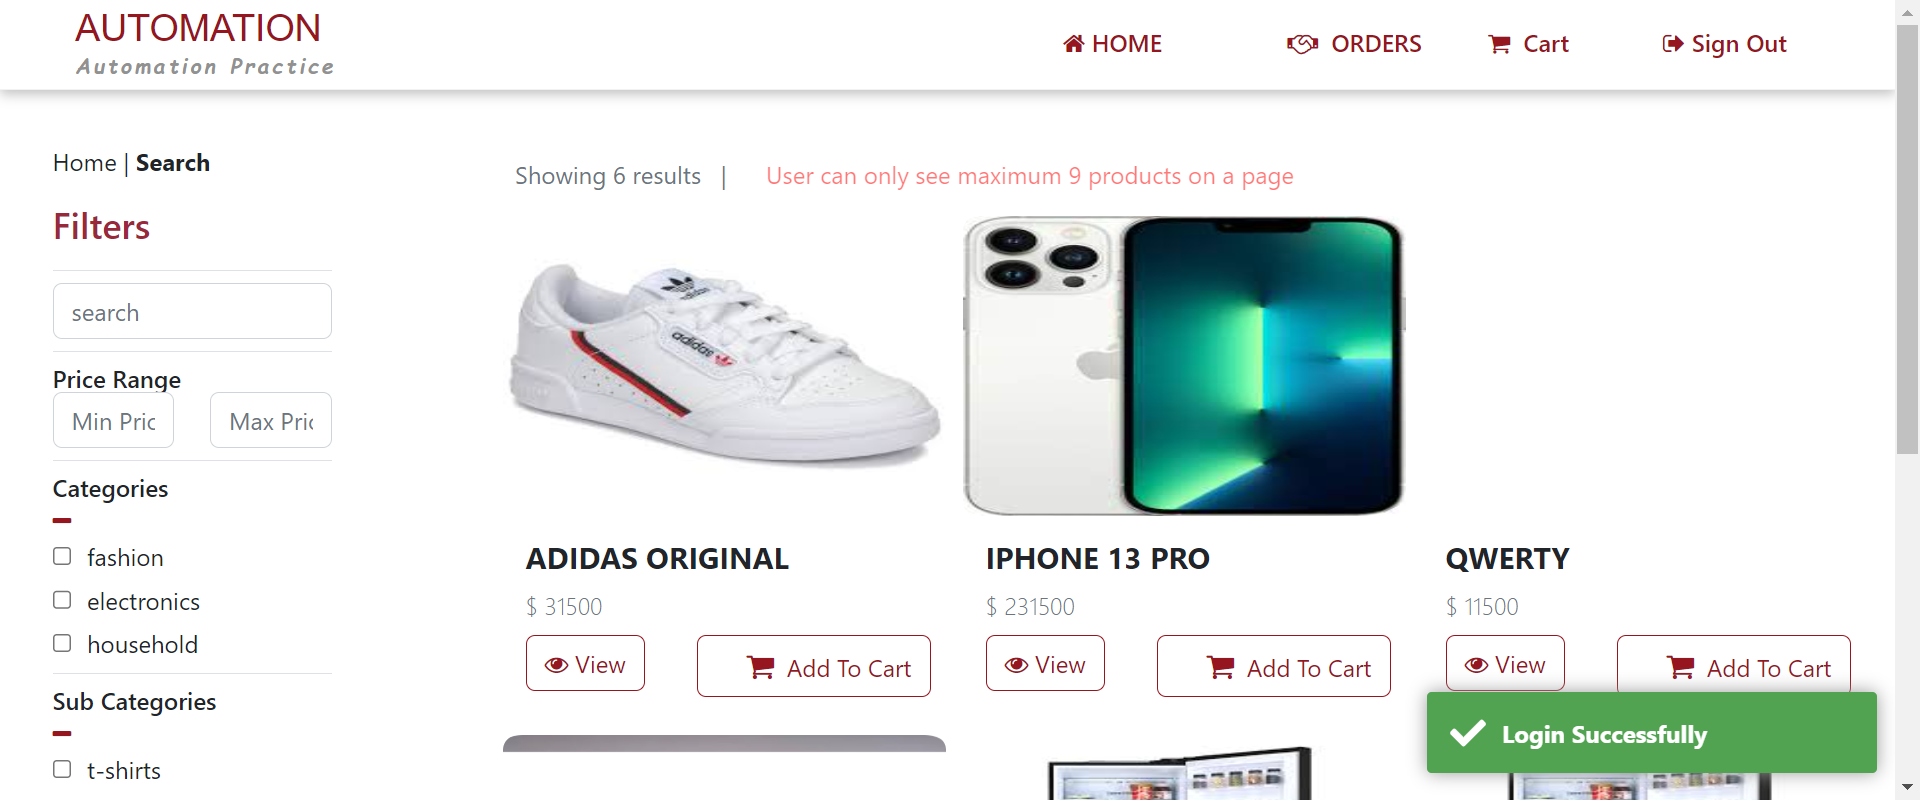 AUTOMATION
Automation Practice
HOME
ORDERS
Cart
Sign Out
Home | Search
Showing 6 results |
User can only see maximum 9 products on a page
Filters
search
Price Range
Min Pric
Max Pric
Categories
fashion
electronics
household
Sub Categories
t-shirts
adidas
adidas
ADIDAS ORIGINAL
$ 31500
View
Add To Cart
IPHONE 13 PRO
$ 231500
View
Add To Cart
QWERTY
$ 11500
View
Add To Cart
Login Successfully